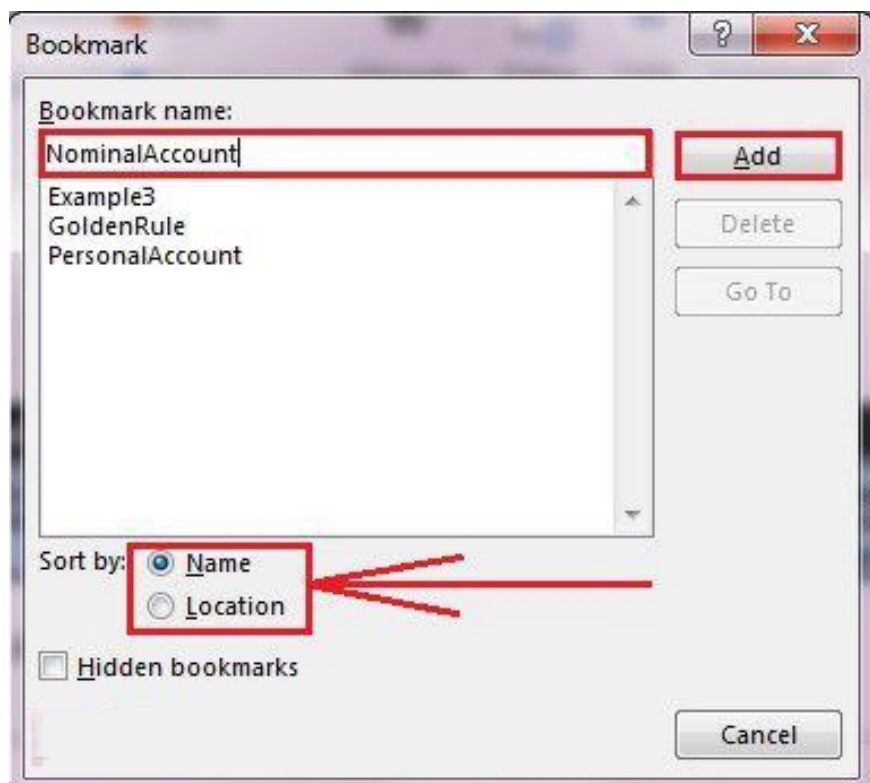 Bookmark
?
X
Bookmark name:
NominalAccount
Add
Example3
GoldenRule
PersonalAccount
Delete
Go To
Sort by:
Name
Location
Hidden bookmarks
Cancel